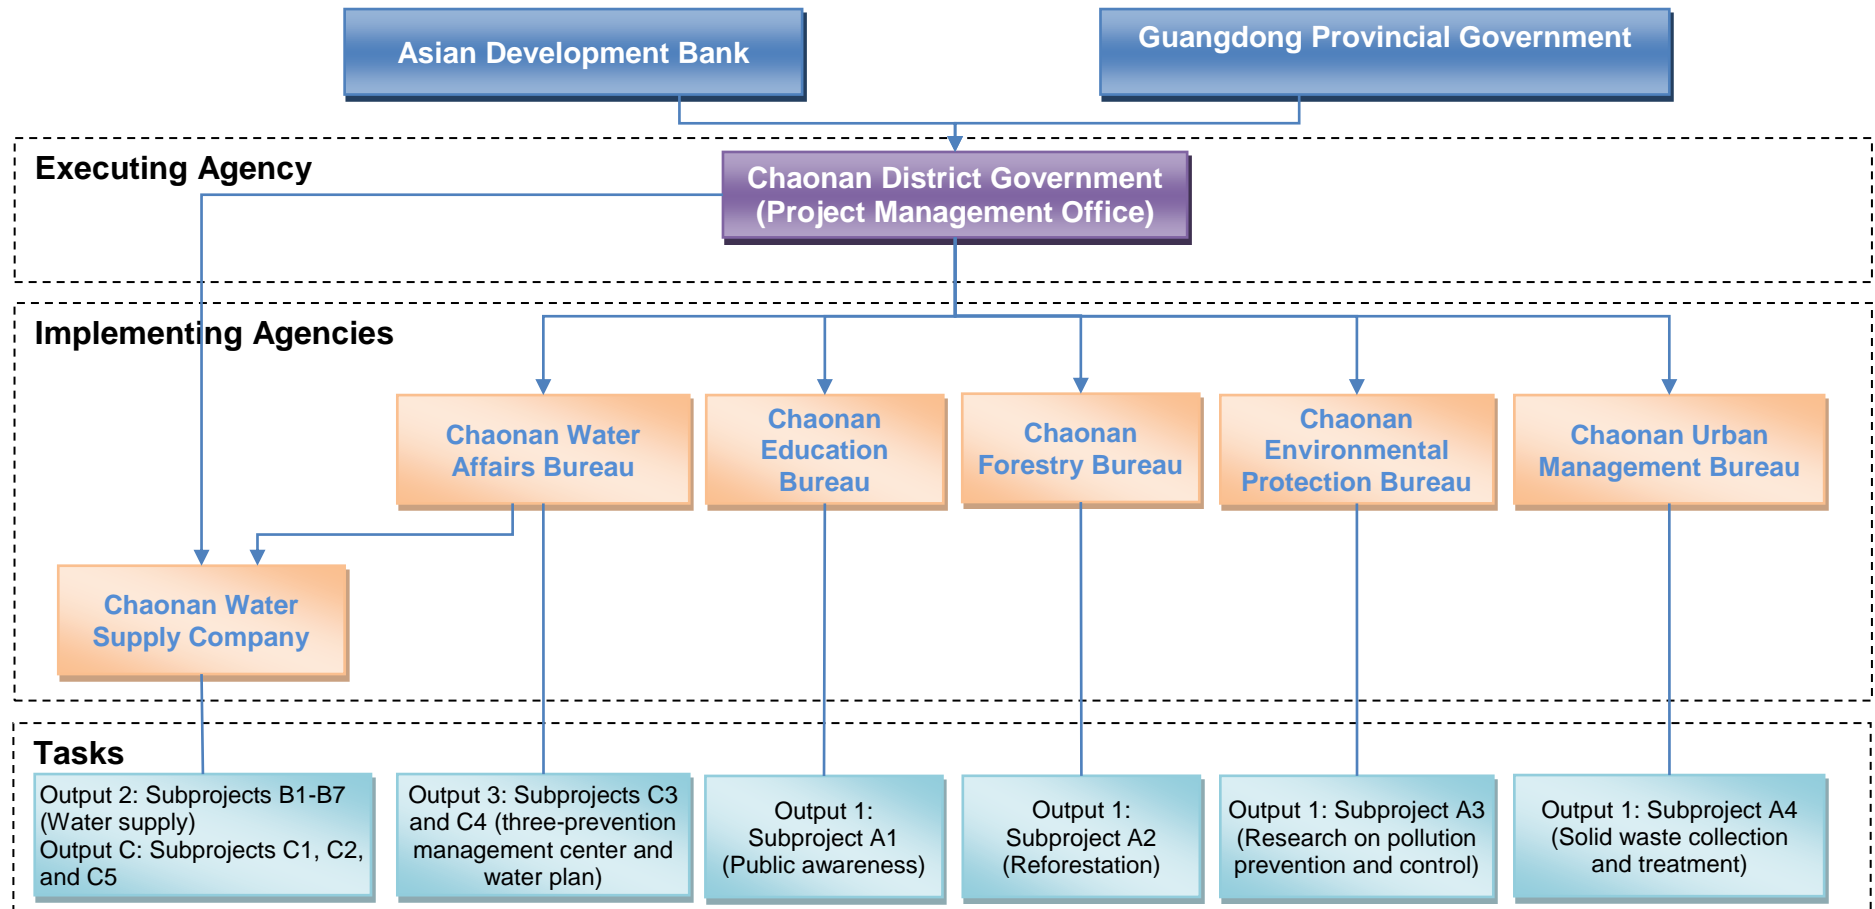 Asian Development Bank
Guangdong Provincial Government
Executing Agency
Chaonan District Government
(Project Management Office)
Implementing Agencies
Chaonan Water
Affairs Bureau
Chaonan
Education
Bureau
Chaonan
Forestry Bureau
Chaonan
Environmental
Protection Bureau
Chaonan Urban
Management Bureau
Chaonan Water
Supply Company
Tasks
Output 2: Subprojects B1-B7
(Water supply)
Output C: Subprojects C1, C2,
and C5
Output 3: Subprojects C3
and C4 (three-prevention
management center and
water plan)
Output 1:
Subproject A1
(Public awareness)
Output 1:
Subproject A2
(Reforestation)
Output 1: Subproject A3
(Research on pollution
prevention and control)
Output 1: Subproject A4
(Solid waste collection
and treatment)